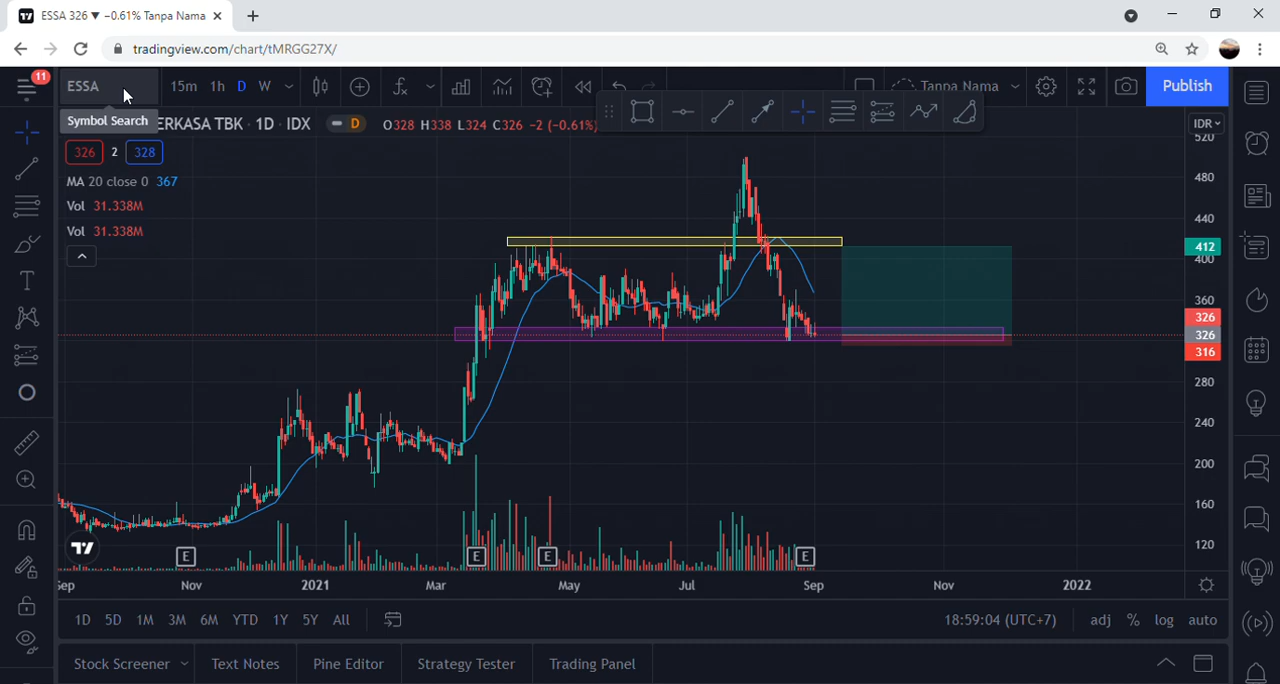 ESSA 326 ▼ −0.61% Tanpa Nama
tradingview.com/chart/tMRGG27X/
11
ESSA 15m 1h D W Tanpa Nama Publish
Symbol Search
ERKASA TBK · 1D · IDX D O328 H338 L324 C326 −2 (−0.61%) IDR
326 2 328
MA 20 close 0 367
Vol 31.338M
Vol 31.338M
520
480
440
412
400
360
326
326
316
280
240
200
160
120
E E E E
Sep Nov 2021 Mar May Jul Sep Nov 2022
1D 5D 1M 3M 6M YTD 1Y 5Y All 18:59:04 (UTC+7) adj % log auto
Stock Screener Text Notes Pine Editor Strategy Tester Trading Panel